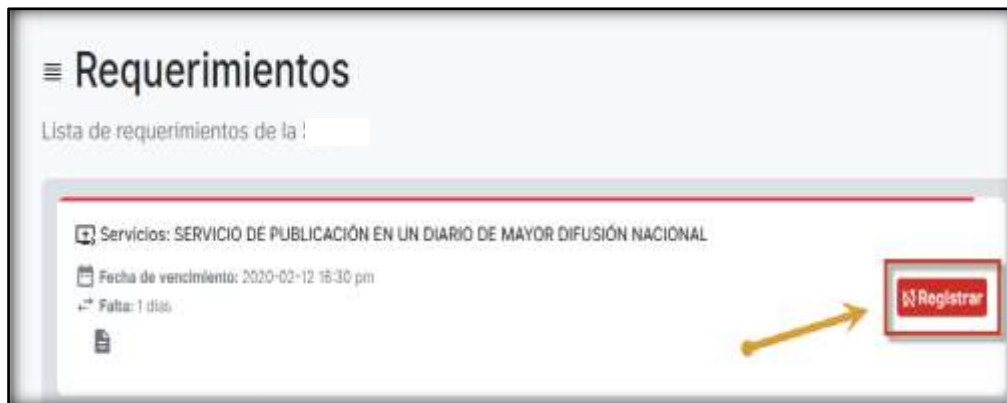 Requerimientos
Lista de requerimientos de la
Servicios: SERVICIO DE PUBLICACIÓN EN UN DIARIO DE MAYOR DIFUSIÓN NACIONAL
Fecha de vencimiento: 2020-02-12 16:30 pm
Falta: 1 dias
Registrar